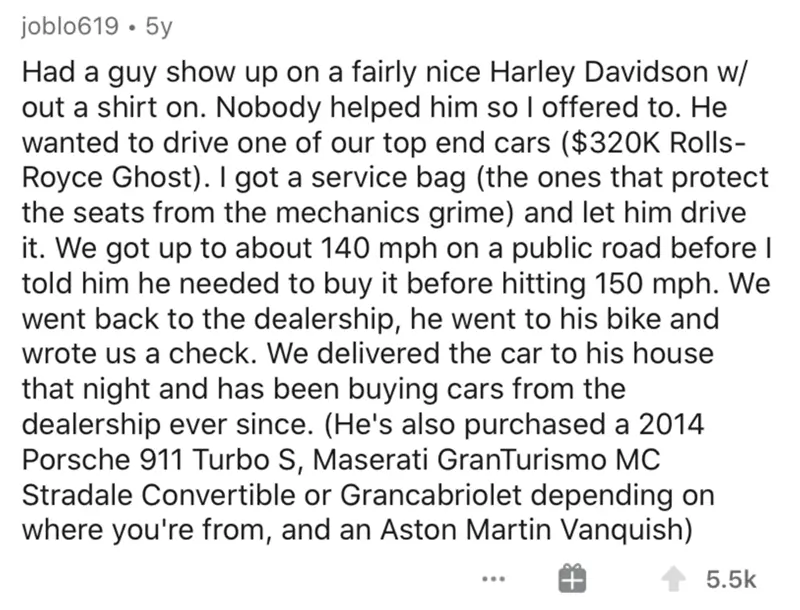 joblo619 • 5y
Had a guy show up on a fairly nice Harley Davidson w/
out a shirt on. Nobody helped him so I offered to. He
wanted to drive one of our top end cars ($320K Rolls-
Royce Ghost). I got a service bag (the ones that protect
the seats from the mechanics grime) and let him drive
it. We got up to about 140 mph on a public road before I
told him he needed to buy it before hitting 150 mph. We
went back to the dealership, he went to his bike and
wrote us a check. We delivered the car to his house
that night and has been buying cars from the
dealership ever since. (He's also purchased a 2014
Porsche 911 Turbo S, Maserati GranTurismo MC
Stradale Convertible or Grancabriolet depending on
where you're from, and an Aston Martin Vanquish)
... 5.5k